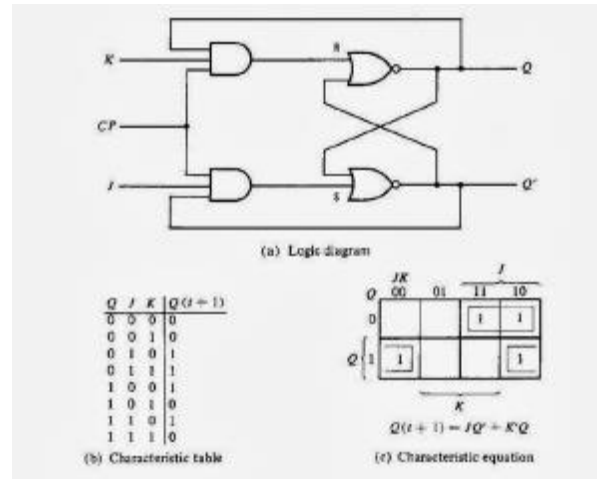 K
R
Q
CP
J
S
Q'
(a) Logic diagram
Q J K Q(t + 1)
0 0 0 0
0 0 1 0
0 1 0 1
0 1 1 1
1 0 0 1
1 0 1 0
1 1 0 1
1 1 1 0
(b) Characteristic table
J
JK
Q 00 01 11 10
0 1 1
Q 1 1 1
K
Q(t + 1) = JQ' + K'Q
(c) Characteristic equation